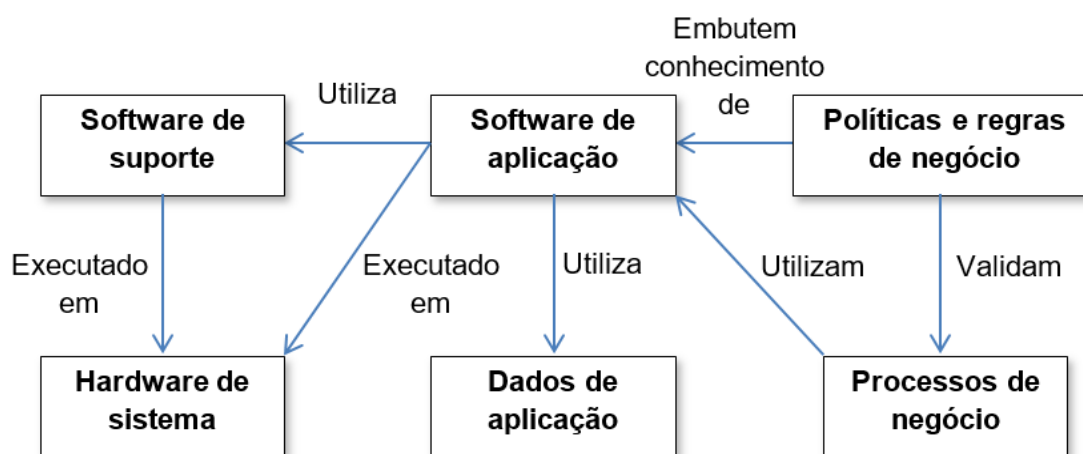 Embutem
conhecimento
de
Utiliza
Software de
suporte
Software de
aplicação
Políticas e regras
de negócio
Executado
em
Executado
em
Utiliza
Utilizam
Validam
Hardware de
sistema
Dados de
aplicação
Processos de
negócio